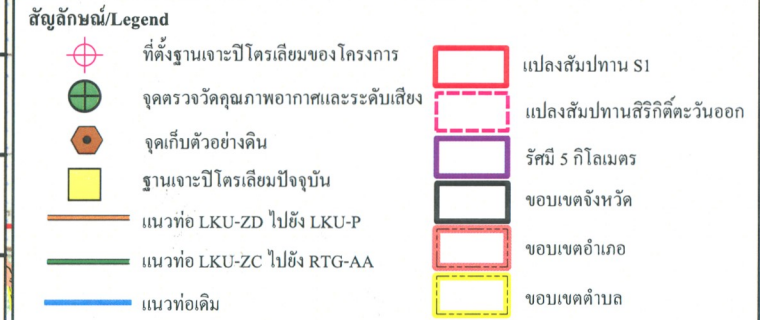 สัญลักษณ์/Legend
ที่ตั้งฐานเจาะปิโตรเลียมของโครงการ
จุดตรวจวัดคุณภาพอากาศและระดับเสียง
จุดเก็บตัวอย่างดิน
ฐานเจาะปิโตรเลียมปัจจุบัน
แนวท่อ LKU-ZD ไปยัง LKU-P
แนวท่อ LKU-ZC ไปยัง RTG-AA
แนวท่อเดิม
แปลงสัมปทาน S1
แปลงสัมปทานสิริกิติ์ตะวันออก
รัศมี 5 กิโลเมตร
ขอบเขตจังหวัด
ขอบเขตอำเภอ
ขอบเขตตำบล